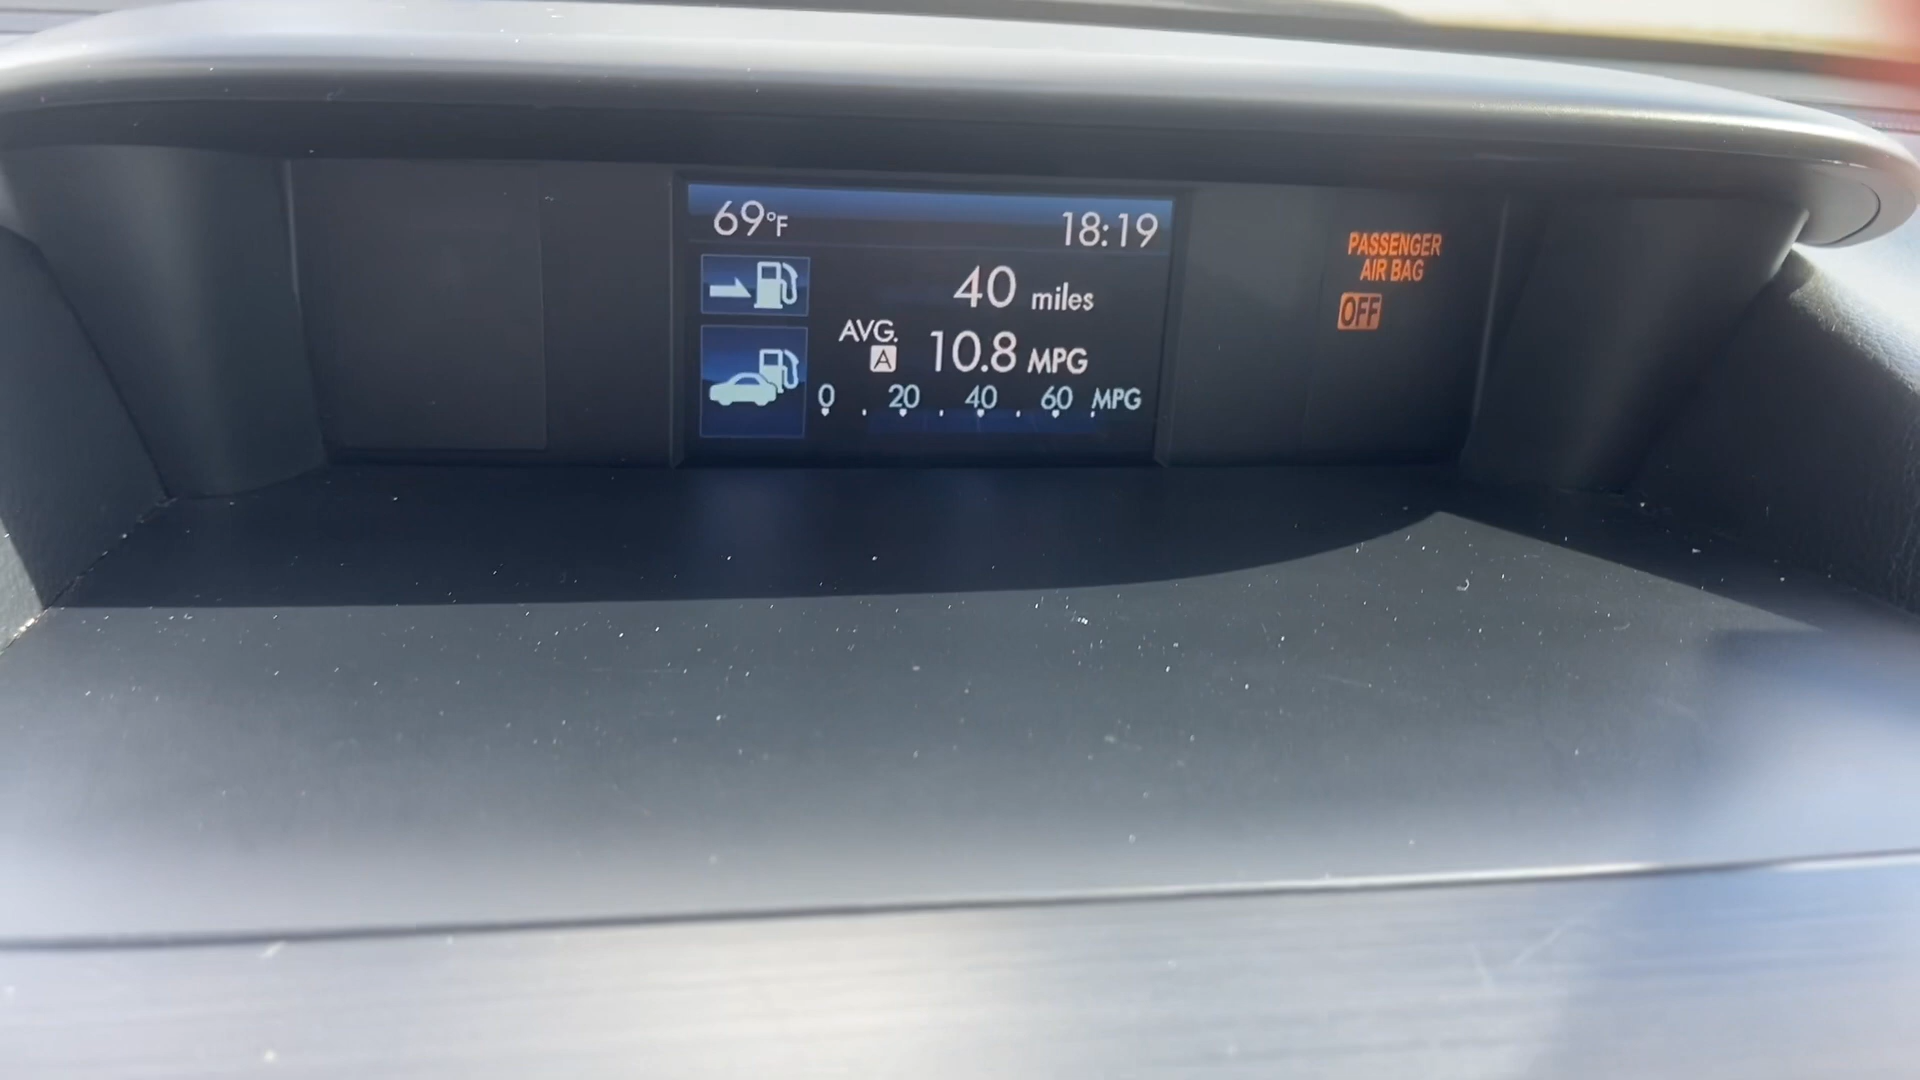 69°F 18:19
40 miles
AVG.
A 10.8 MPG
0 20 40 60 MPG
PASSENGER
AIR BAG
OFF